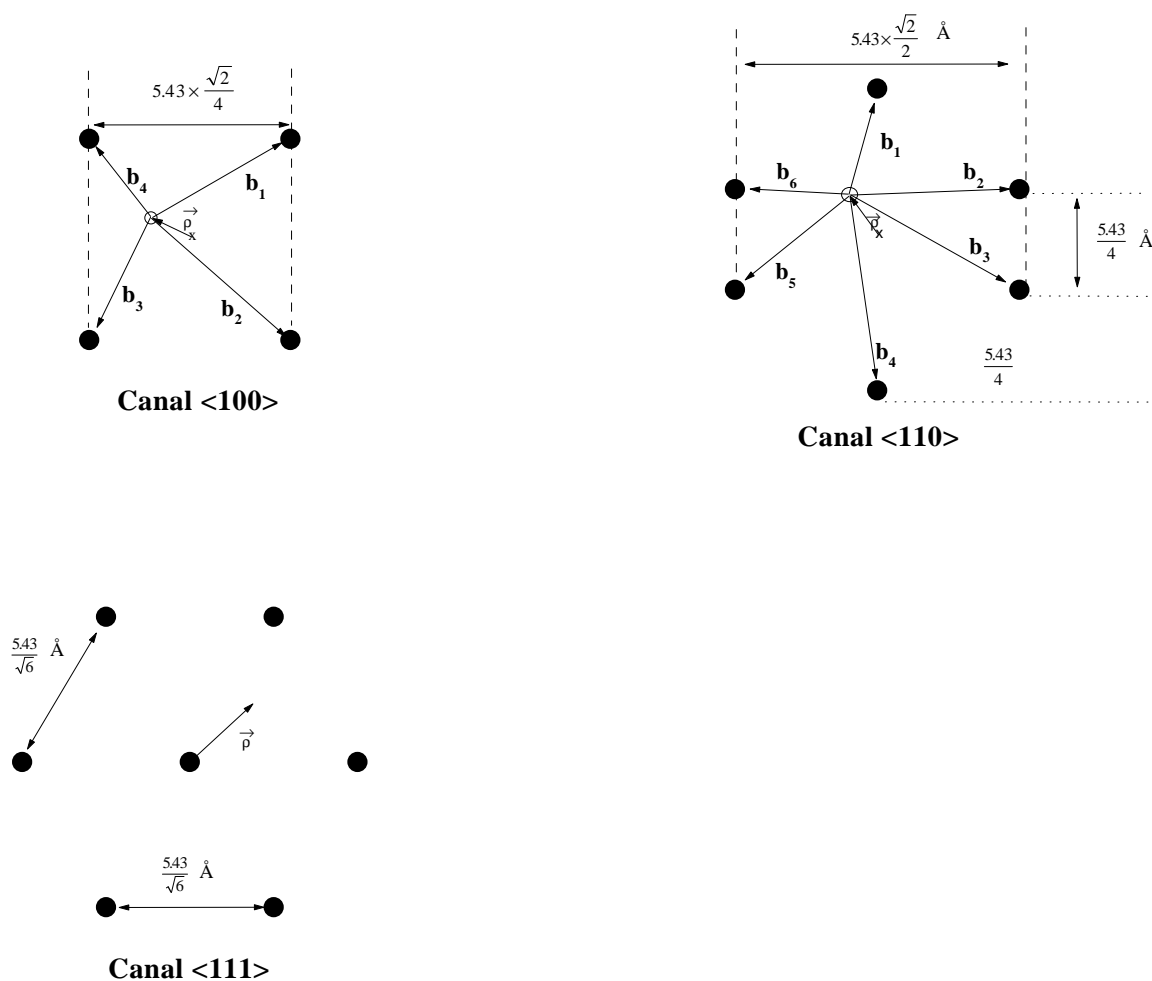 5.43 × √2/4
b4
b1
ρ⃗
x
b3
b2
Canal <100>
5.43 × √2/2 Å
b1
b6
b2
ρ⃗
x
b3
b5
5.43/4 Å
b4
5.43/4
Canal <110>
5.43/√6 Å
ρ⃗
5.43/√6 Å
Canal <111>